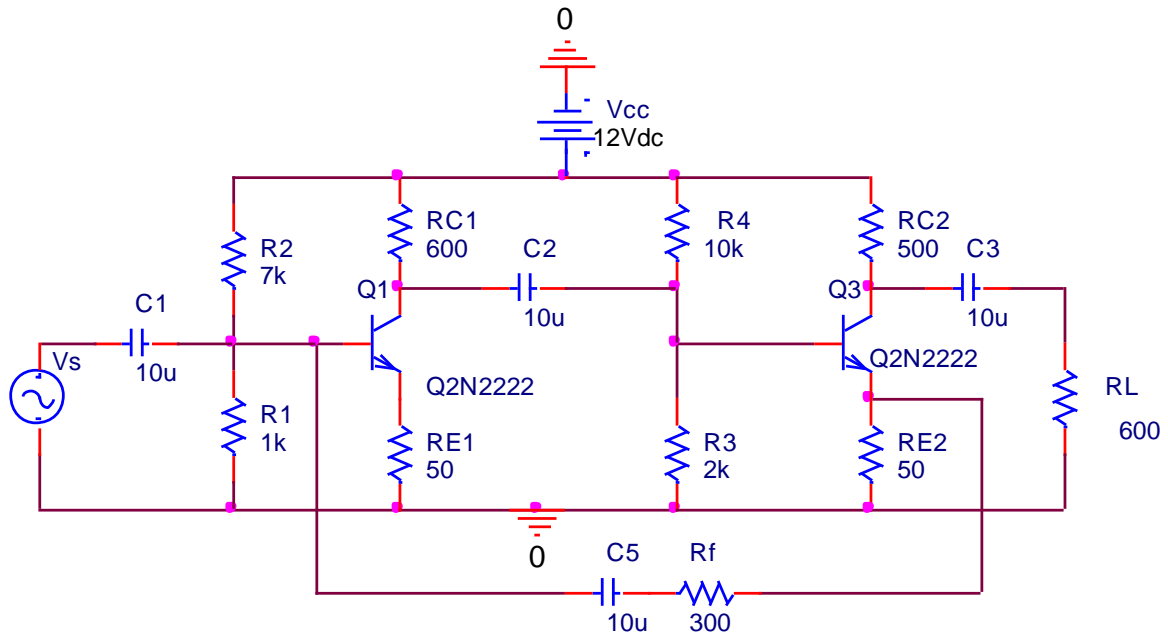 0
Vcc
12Vdc
RC1
600
R4
10k
RC2
500
R2
7k
C2
10u
C3
10u
Q1
Q3
C1
10u
Vs
Q2N2222
Q2N2222
R1
1k
RE1
50
R3
2k
RE2
50
RL
600
0
C5
10u
Rf
300